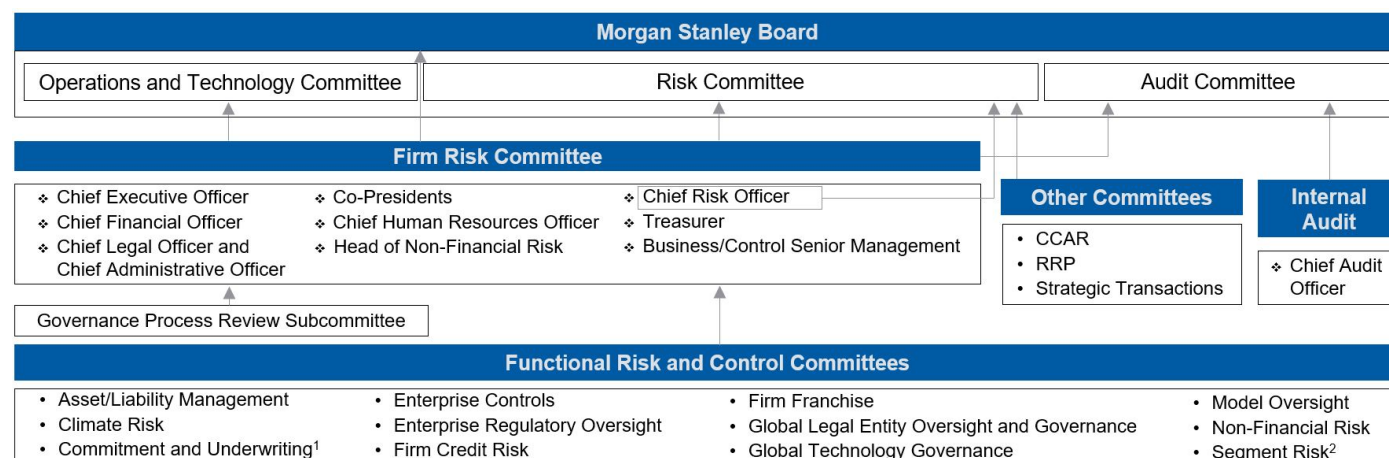 Morgan Stanley Board
Operations and Technology Committee
Risk Committee
Audit Committee
Firm Risk Committee
❖ Chief Executive Officer
❖ Chief Financial Officer
❖ Chief Legal Officer and
Chief Administrative Officer
❖ Co-Presidents
❖ Chief Human Resources Officer
❖ Head of Non-Financial Risk
❖ Chief Risk Officer
❖ Treasurer
❖ Business/Control Senior Management
Other Committees
• CCAR
• RRP
• Strategic Transactions
Internal
Audit
❖ Chief Audit
Officer
Governance Process Review Subcommittee
Functional Risk and Control Committees
• Asset/Liability Management
• Climate Risk
• Commitment and Underwriting¹
• Enterprise Controls
• Enterprise Regulatory Oversight
• Firm Credit Risk
• Firm Franchise
• Global Legal Entity Oversight and Governance
• Global Technology Governance
• Model Oversight
• Non-Financial Risk
• Segment Risk²